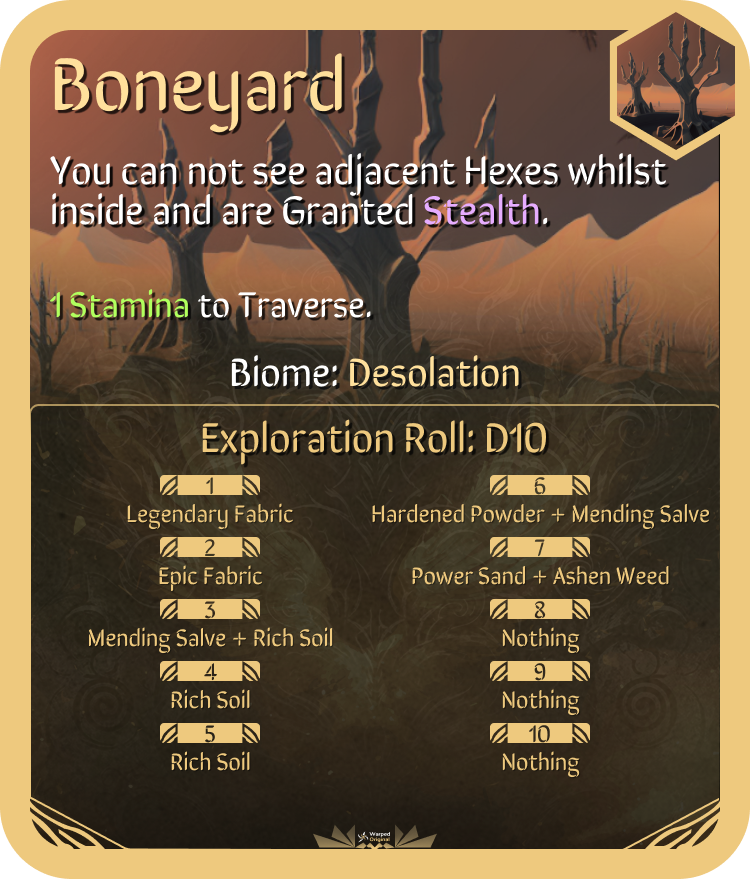 Boneyard
You can not see adjacent Hexes whilst
inside and are Granted Stealth.
1 Stamina to Traverse.
Biome: Desolation
Exploration Roll: D10
1
Legendary Fabric
2
Epic Fabric
3
Mending Salve + Rich Soil
4
Rich Soil
5
Rich Soil
6
Hardened Powder + Mending Salve
7
Power Sand + Ashen Weed
8
Nothing
9
Nothing
10
Nothing
Warped
Original